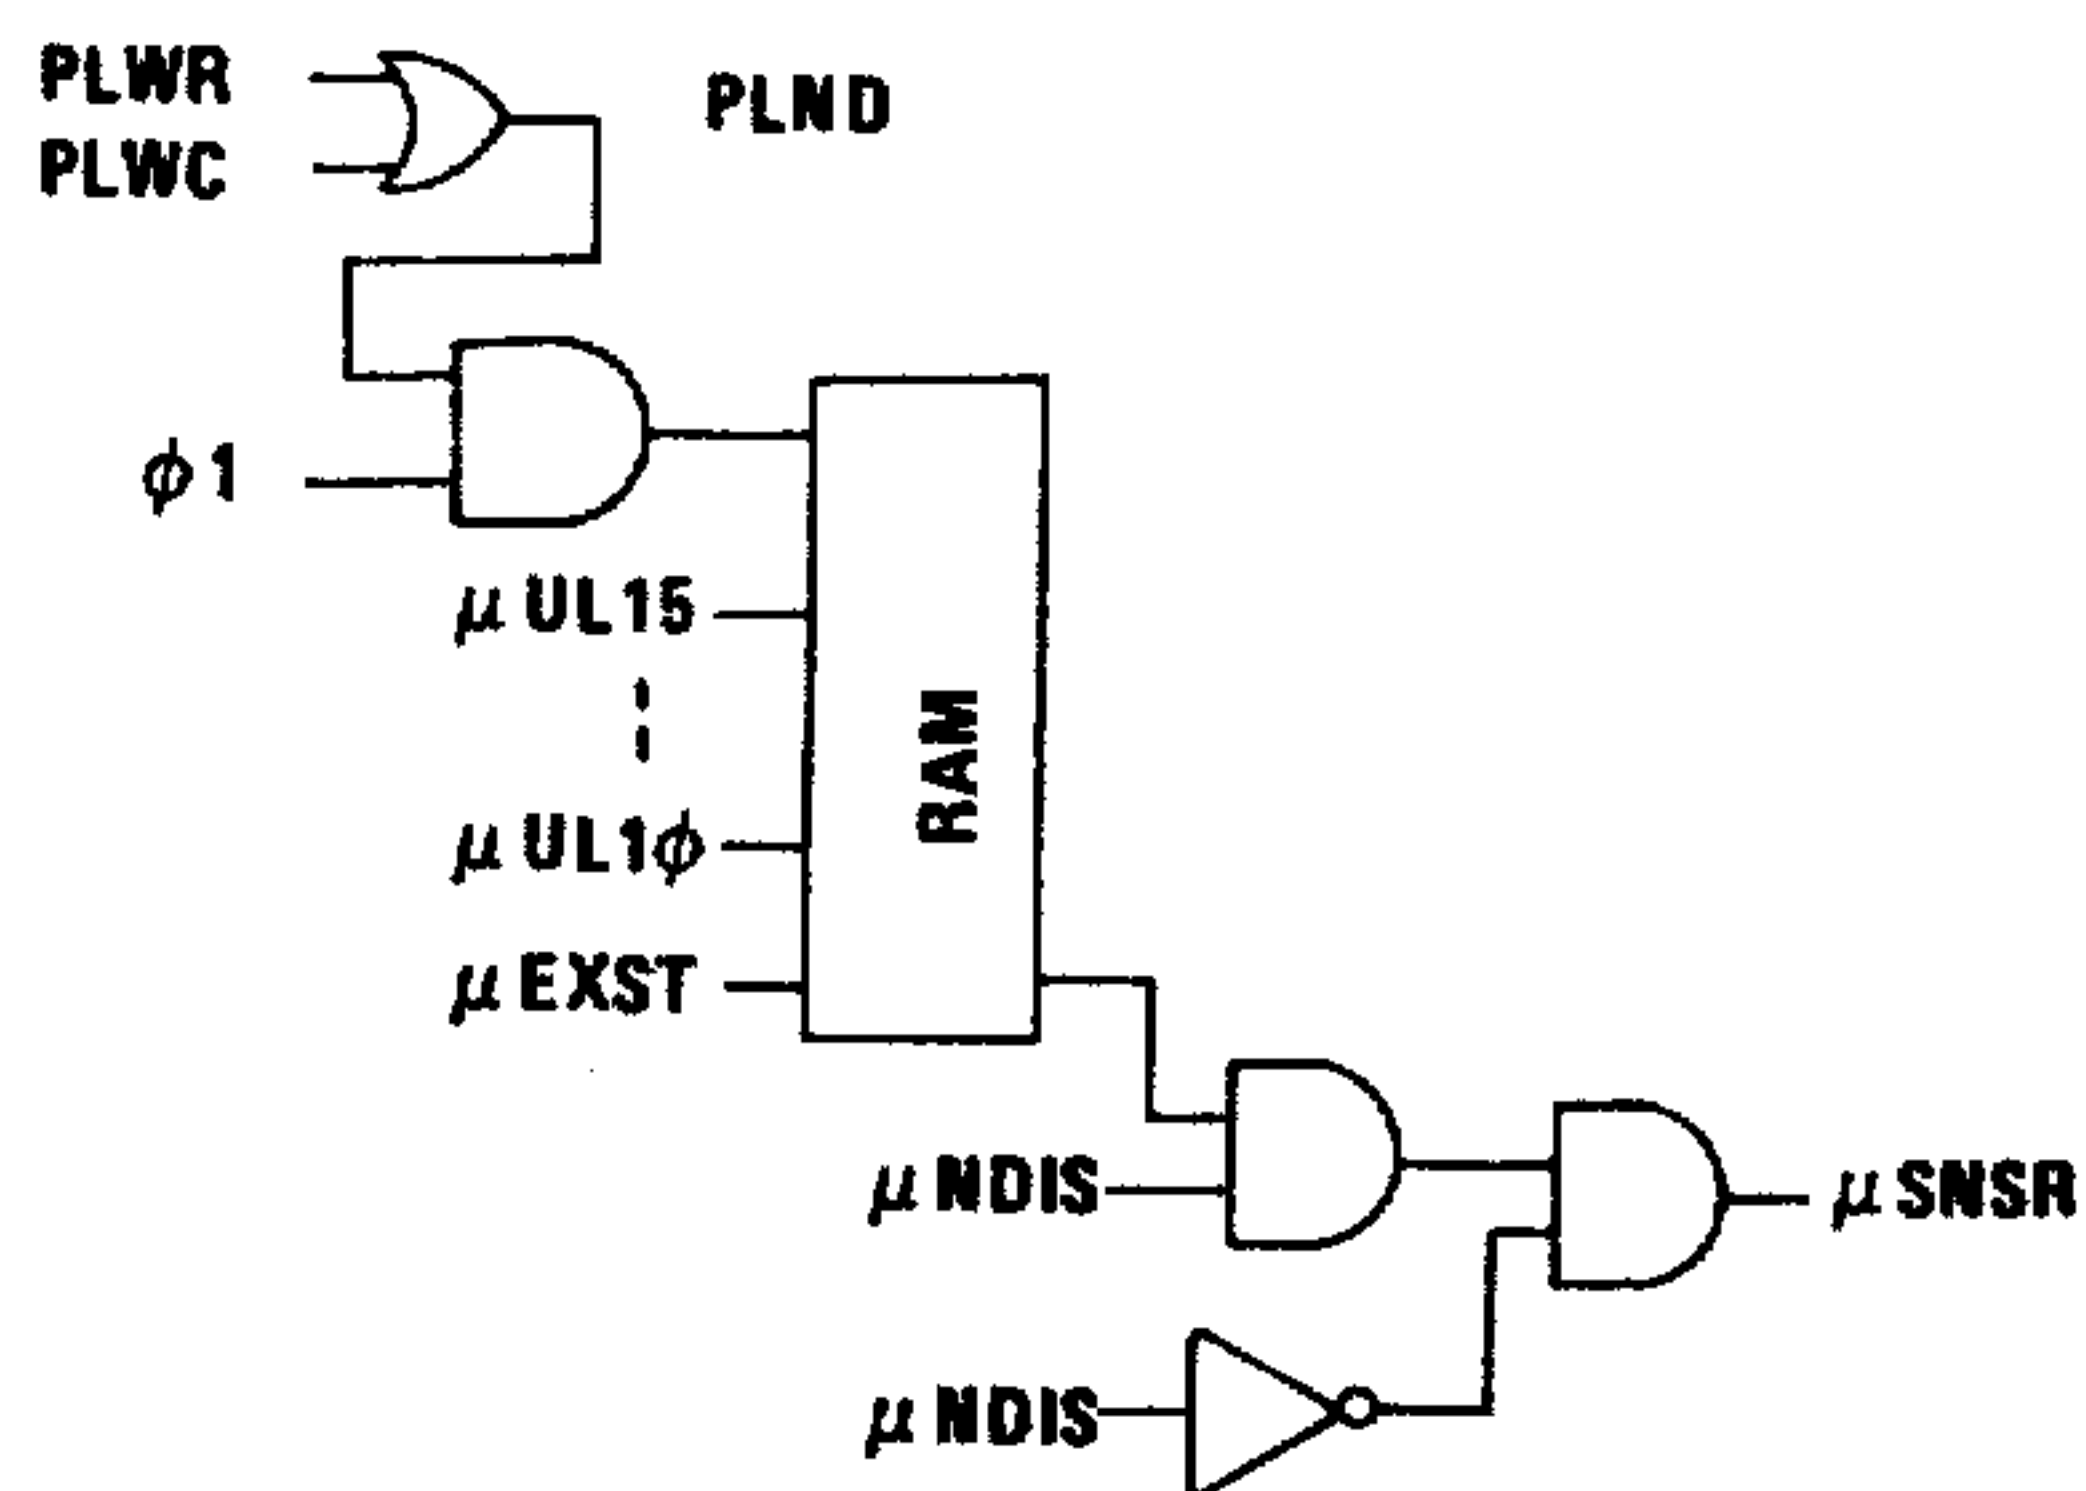 PLWR
PLND
PLWC
ϕ1
μUL15
μUL1ϕ
RAM
μEXST
μNDIS
μSNSR
μNDIS